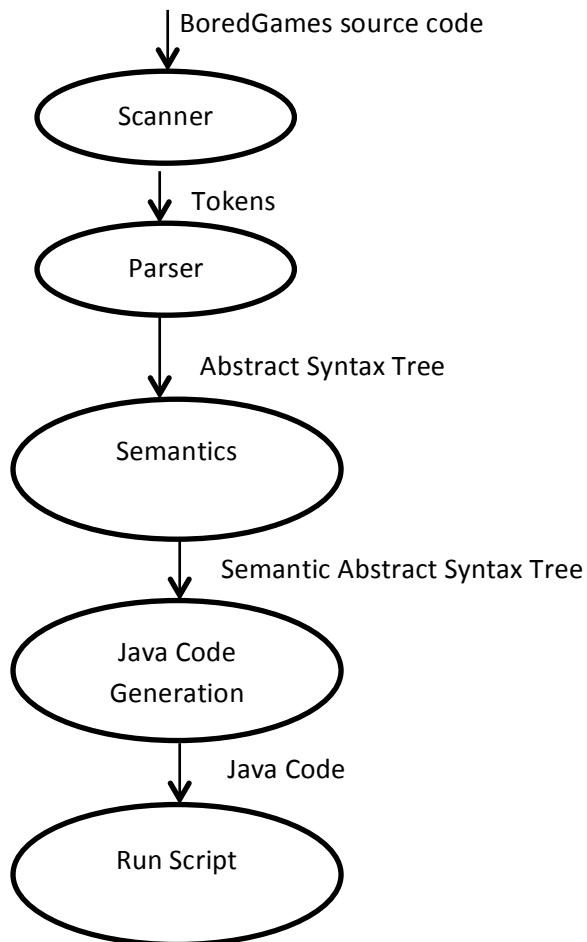 BoredGames source code
Scanner
Tokens
Parser
Abstract Syntax Tree
Semantics
Semantic Abstract Syntax Tree
Java Code
Generation
Java Code
Run Script